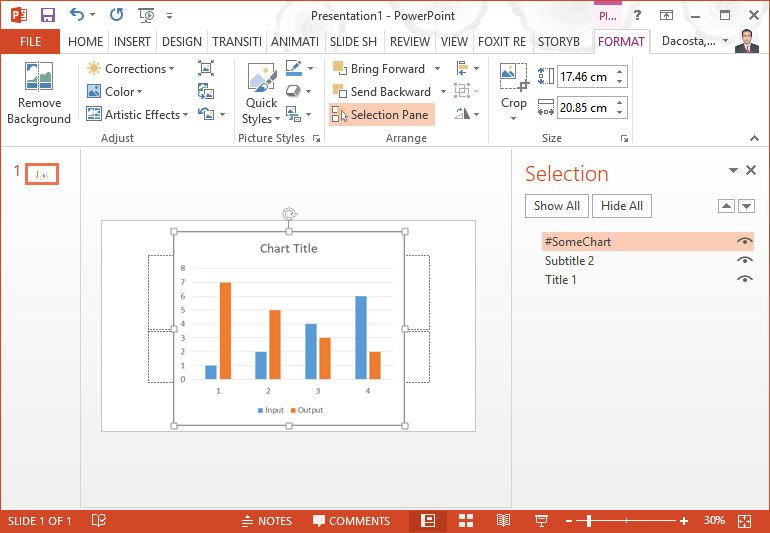 Presentation1 - PowerPoint
PI...
?
FILE HOME INSERT DESIGN TRANSITI ANIMATI SLIDE SH REVIEW VIEW FOXIT RE STORYB FORMAT Dacosta,...
Remove Background
Corrections
Color
Artistic Effects
Adjust
Quick Styles
Picture Styles
Bring Forward
Send Backward
Selection Pane
Arrange
Crop
17.46 cm
20.85 cm
Size
1
Chart Title
8
7
6
5
4
3
2
1
0
1 2 3 4
Input Output
Selection
Show All Hide All
#SomeChart
Subtitle 2
Title 1
SLIDE 1 OF 1 NOTES COMMENTS 30%